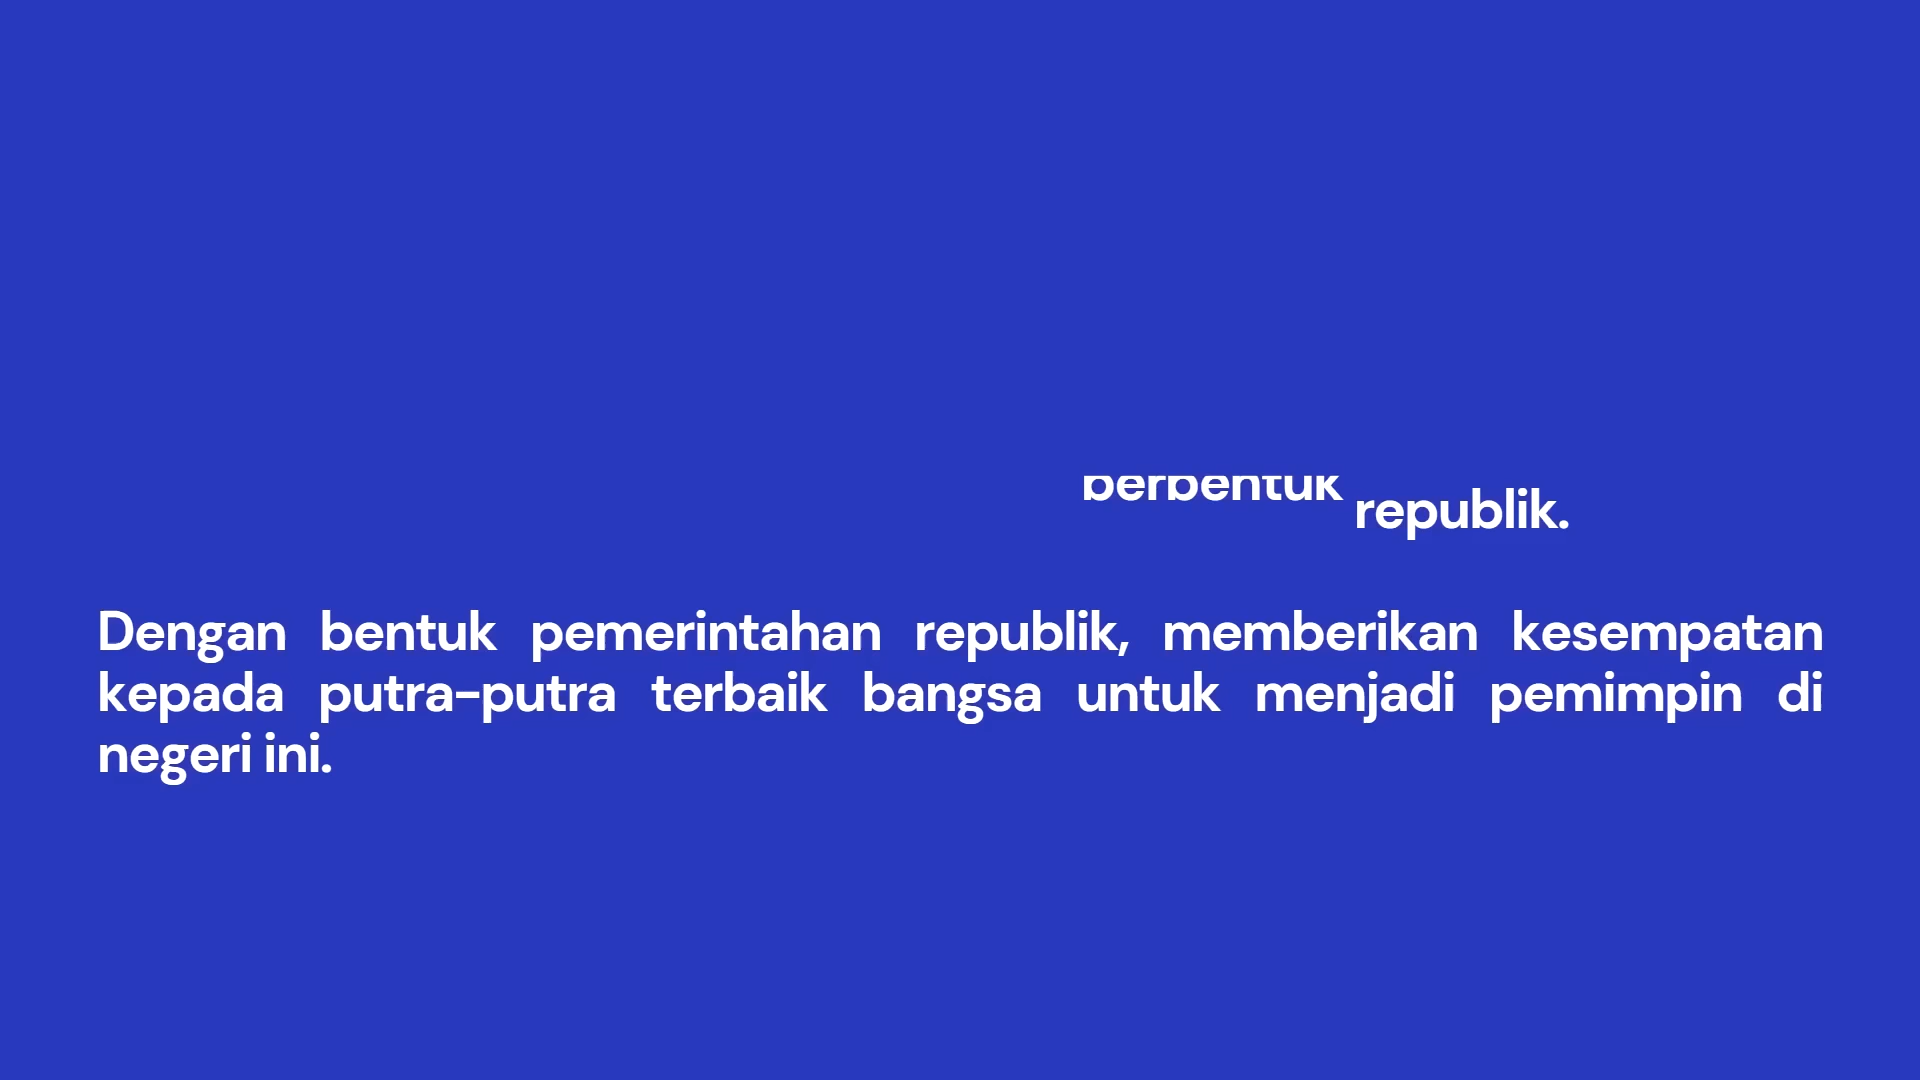 berbentuk republik.
Dengan bentuk pemerintahan republik, memberikan kesempatan
kepada putra-putra terbaik bangsa untuk menjadi pemimpin di
negeri ini.